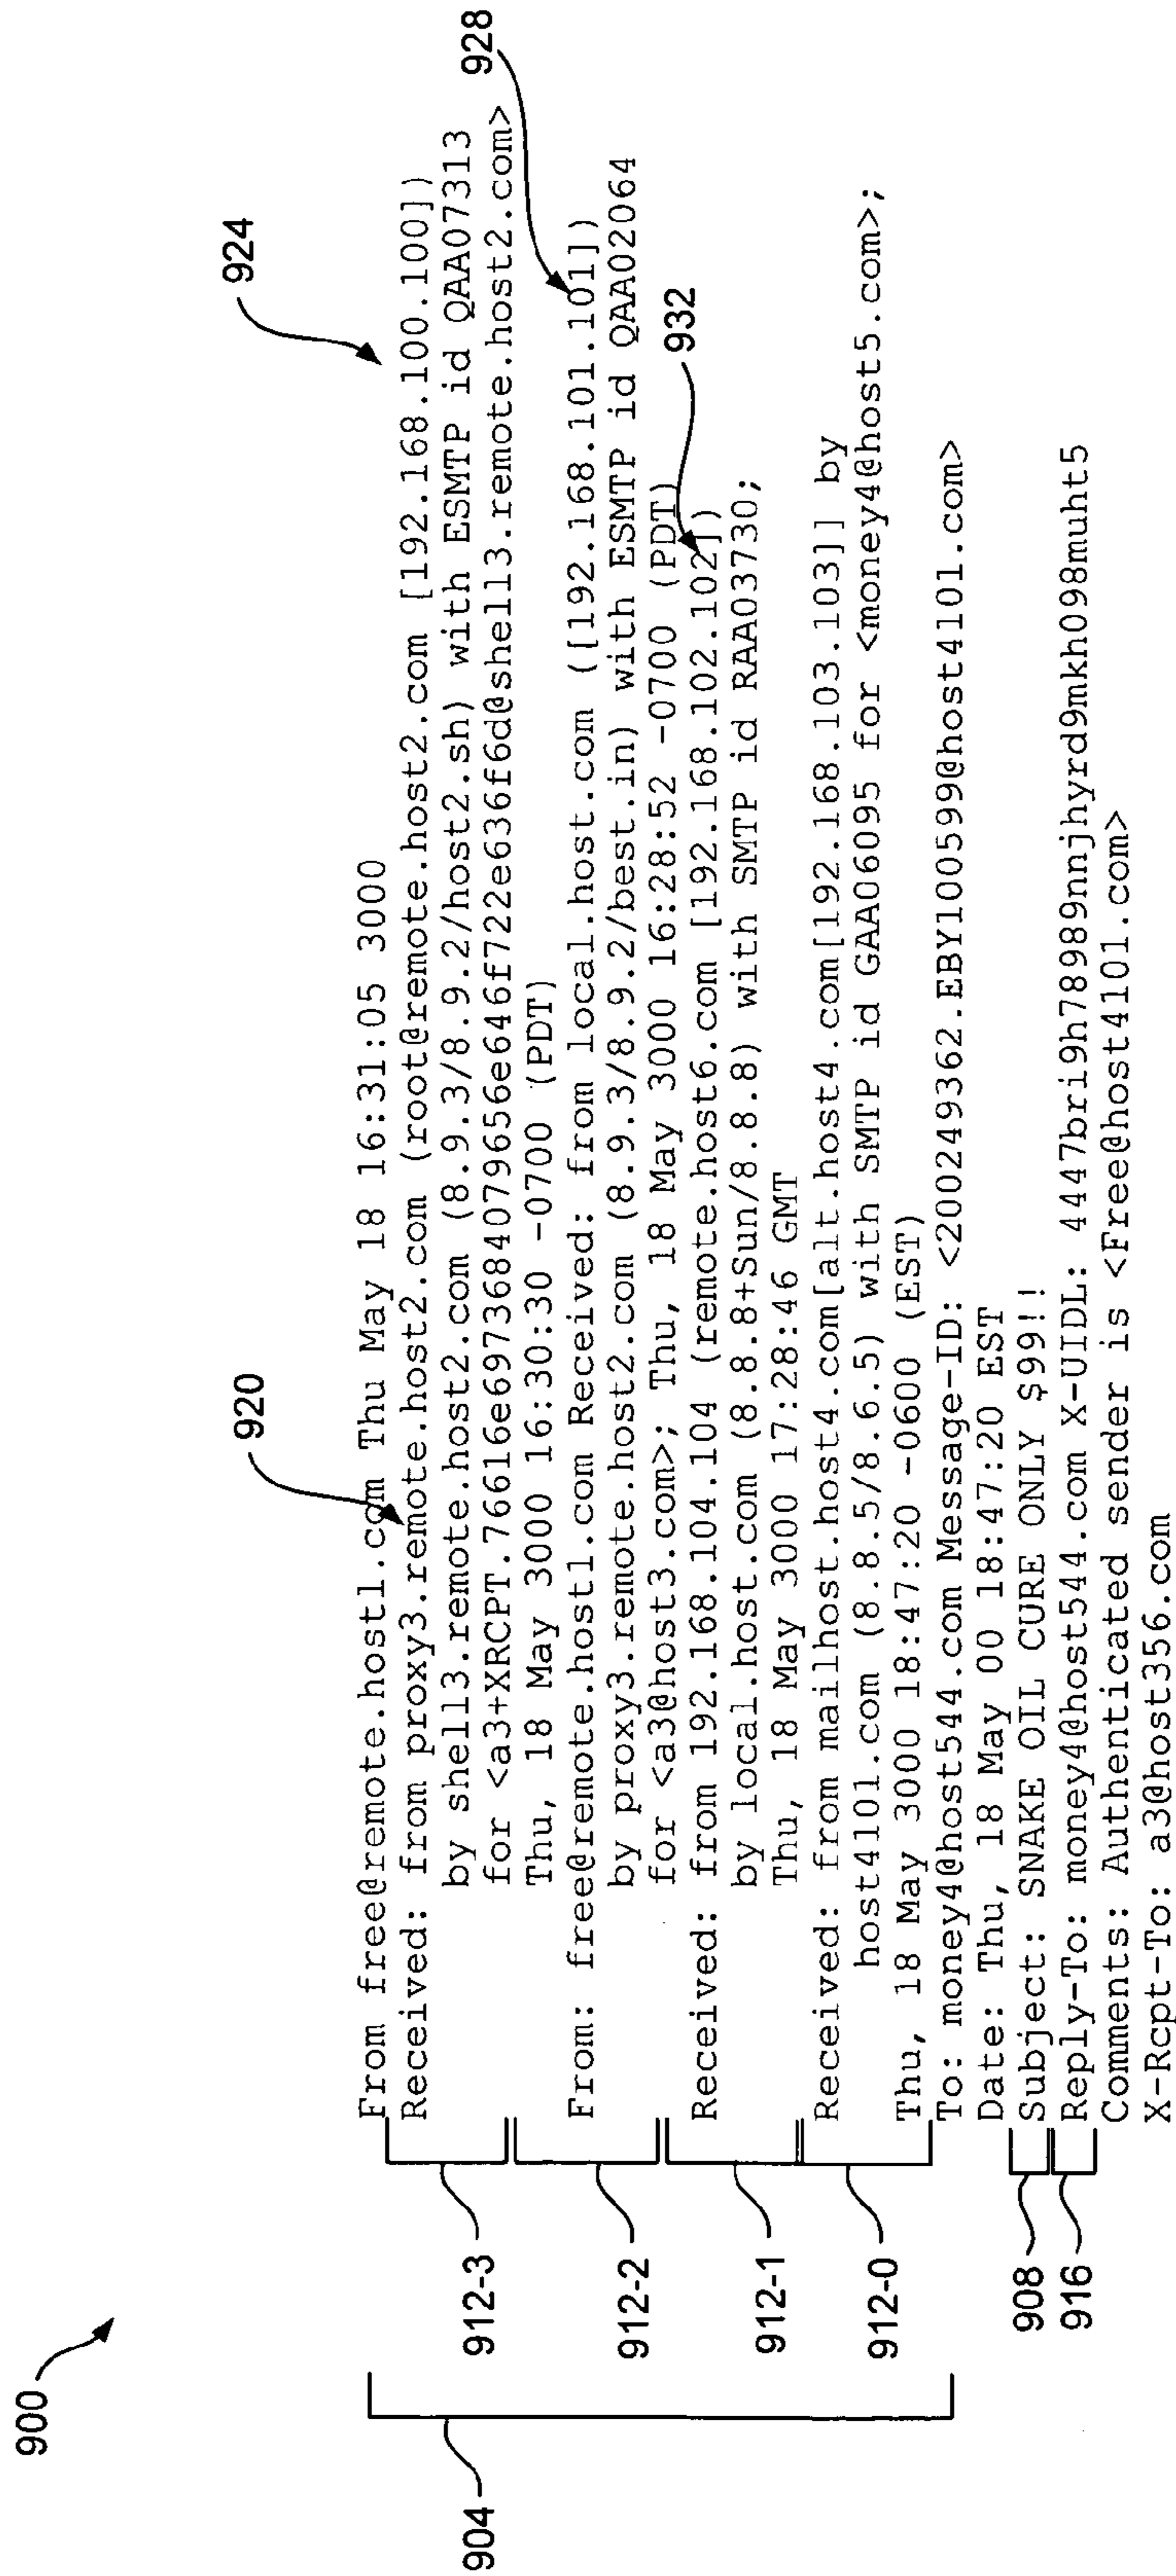 900
920
924
928
932
904
912-3
912-2
912-1
912-0
908
916
From free@remote.host1.com Thu May 18 16:31:05 3000
Received: from proxy3.remote.host2.com (root@remote.host2.com [192.168.100.100])
by shell3.remote.host2.com (8.9.3/8.9.2/host2.sh) with ESMTP id QAA07313
for <a3+XRCPT.76616e6973684079656e646f722e636f6d@shell3.remote.host2.com>
Thu, 18 May 3000 16:30:30 -0700 (PDT)
From: free@remote.host1.com Received: from local.host.com ([192.168.101.101])
by proxy3.remote.host2.com (8.9.3/8.9.2/best.in) with ESMTP id QAA02064
for <a3@host3.com>; Thu, 18 May 3000 16:28:52 -0700 (PDT)
Received: from 192.168.104.104 (remote.host6.com [192.168.102.102])
by local.host.com (8.8.8+Sun/8.8.8) with SMTP id RAA03730;
Thu, 18 May 3000 17:28:46 GMT
Received: from mailhost.host4.com[alt.host4.com[192.168.103.103]] by
host4101.com (8.8.5/8.6.5) with SMTP id GAA06095 for <money4@host5.com>;
Thu, 18 May 3000 18:47:20 -0600 (EST)
To: money4@host544.com Message-ID: <200249362.EBY100599@host4101.com>
Date: Thu, 18 May 00 18:47:20 EST
Subject: SNAKE OIL CURE ONLY $99!!
Reply-To: money4@host544.com X-UIDL: 4447bri9h78989nnjhyrd9mkh098muht5
Comments: Authenticated sender is <Free@host4101.com>
X-Rcpt-To: a3@host356.com